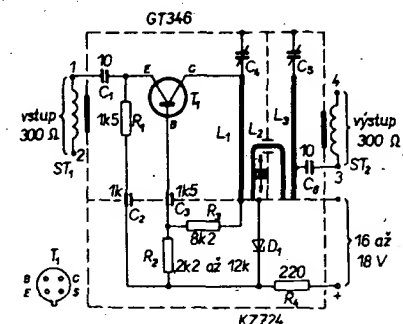 GT346
1
10
C₁
vstup
300 Ω
2
ST₁
1k5
R₁
E
C
B
T₁
C₄
C₅
L₁
L₂
L₃
4
výstup
300 Ω
10
C₆
3
ST₂
1k
C₂
1k5
C₃
R₃
8k2
R₂
2k2 až 12k
D₁
220
R₄
16 až
18 V
+
T₁
B
C
E
S
KZ724